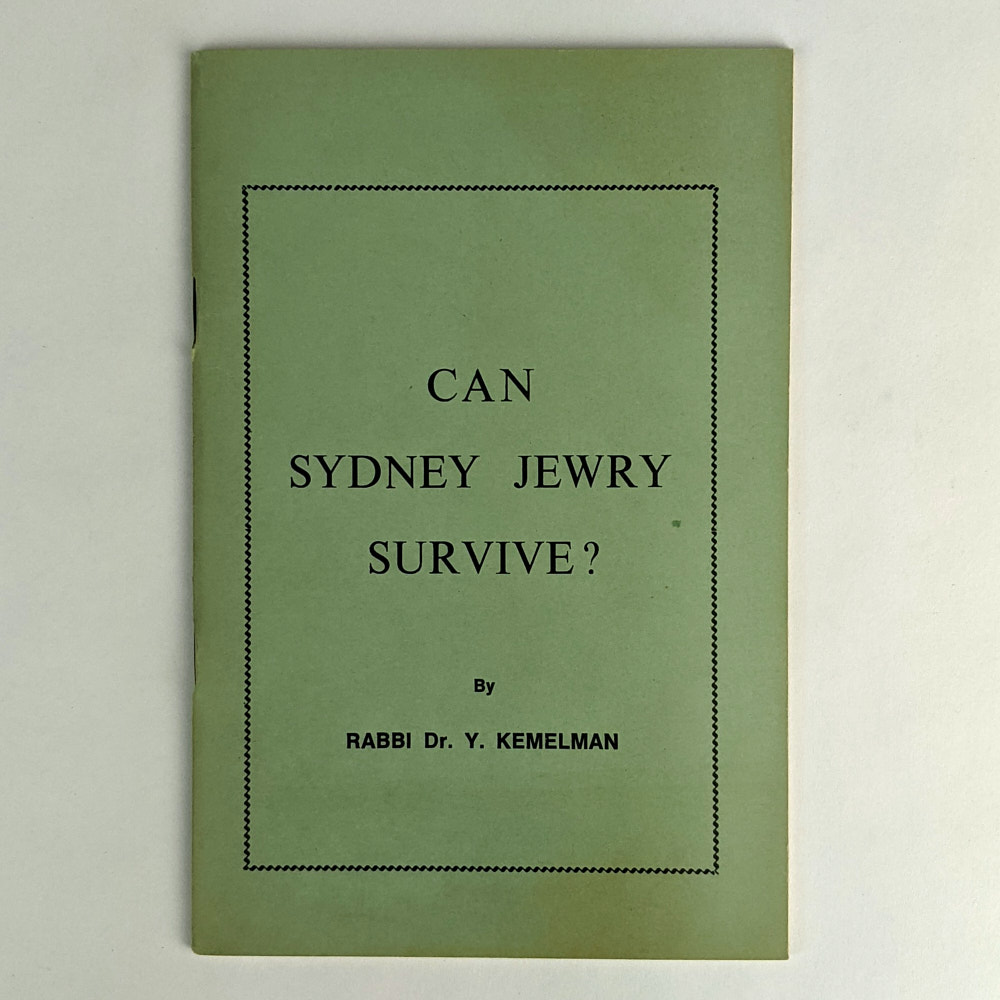 CAN
SYDNEY JEWRY
SURVIVE?
By
RABBI Dr. Y. KEMELMAN